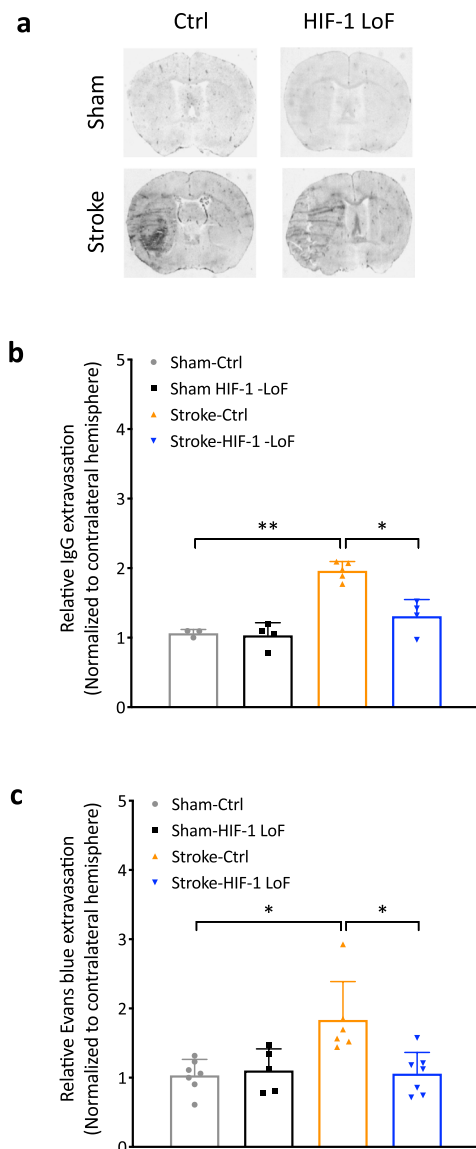 a
Ctrl HIF-1 LoF
Sham
Stroke
b
Relative IgG extravasation
(Normalized to contralateral hemisphere)
5
4
3
2
1
0
Sham-Ctrl
Sham HIF-1 -LoF
Stroke-Ctrl
Stroke-HIF-1 -LoF
** *
c
Relative Evans blue extravasation
(Normalized to contralateral hemisphere)
5
4
3
2
1
0
Sham-Ctrl
Sham-HIF-1 LoF
Stroke-Ctrl
Stroke-HIF-1 LoF
* *